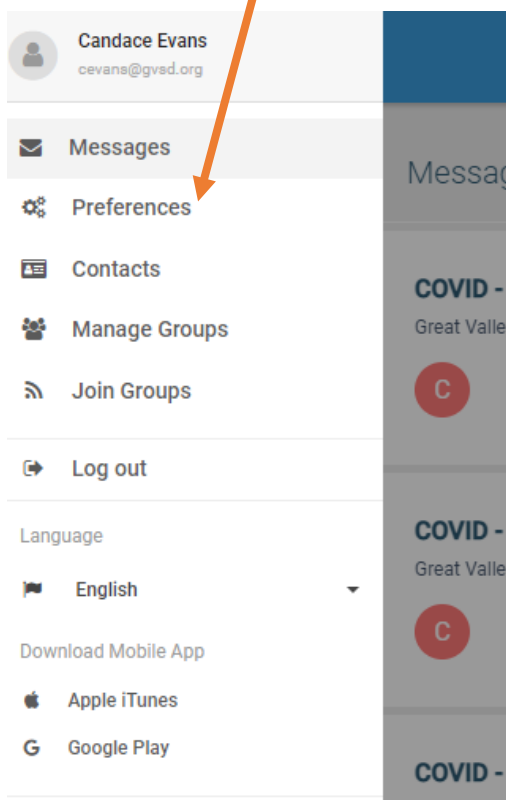 Candace Evans
cevans@gvsd.org
Messages
Preferences
Contacts
Manage Groups
Join Groups
Log out
Language
English
Download Mobile App
Apple iTunes
G Google Play
Messag
COVID -
Great Valle
C
COVID -
Great Valle
C
COVID -